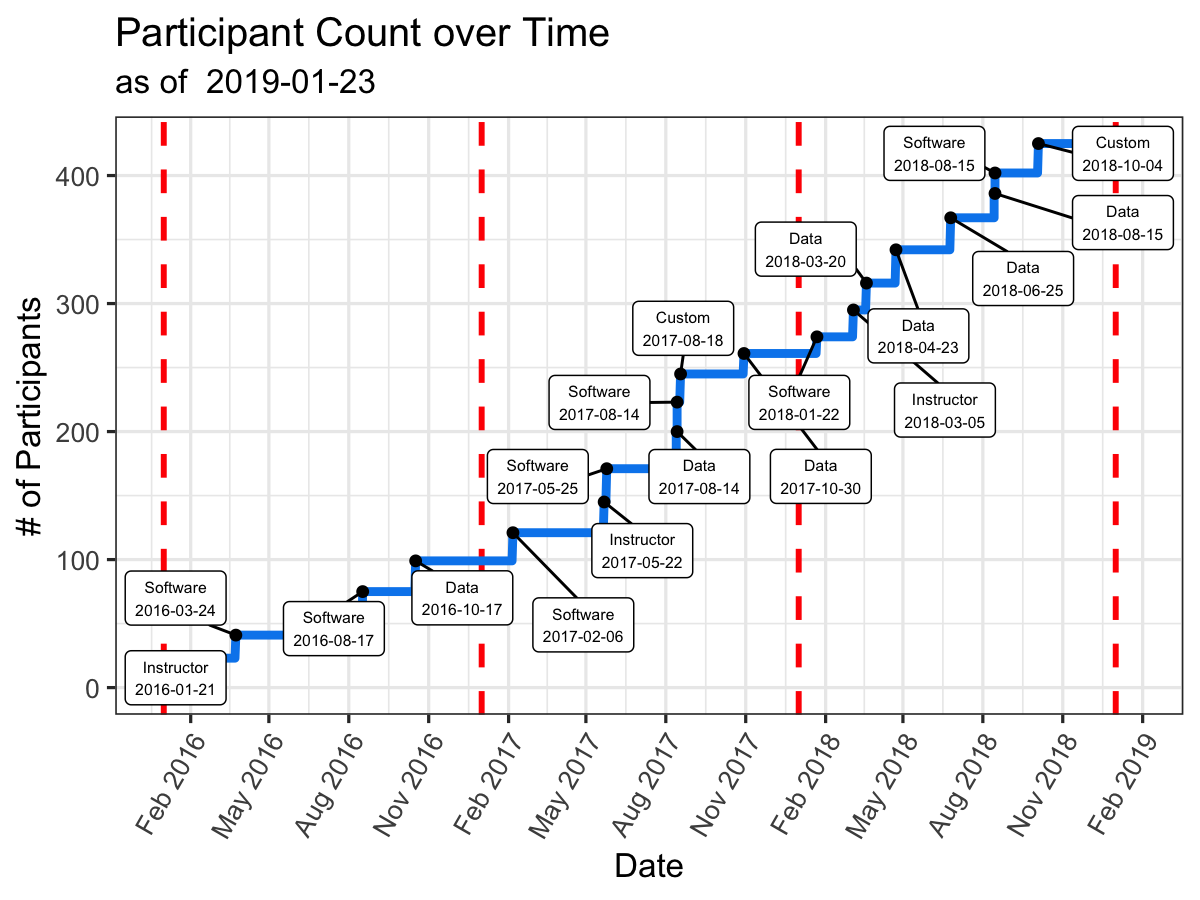 Participant Count over Time
as of  2019-01-23
# of Participants
400
300
200
100
0
Software
2018-08-15
Custom
2018-10-04
Data
2018-08-15
Data
2018-03-20
Data
2018-06-25
Custom
2017-08-18
Data
2018-04-23
Software
2017-08-14
Software
2018-01-22
Instructor
2018-03-05
Software
2017-05-25
Data
2017-08-14
Data
2017-10-30
Instructor
2017-05-22
Software
2016-03-24
Data
2016-10-17
Software
2016-08-17
Software
2017-02-06
Instructor
2016-01-21
Feb 2016
May 2016
Aug 2016
Nov 2016
Feb 2017
May 2017
Aug 2017
Nov 2017
Feb 2018
May 2018
Aug 2018
Nov 2018
Feb 2019
Date